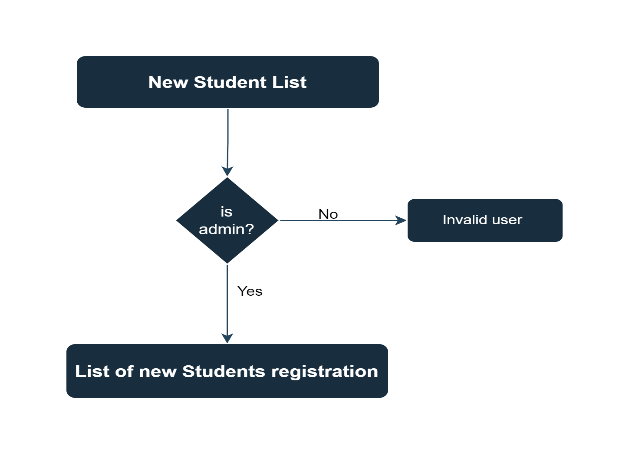 New Student List
is
admin?
No
Invalid user
Yes
List of new Students registration